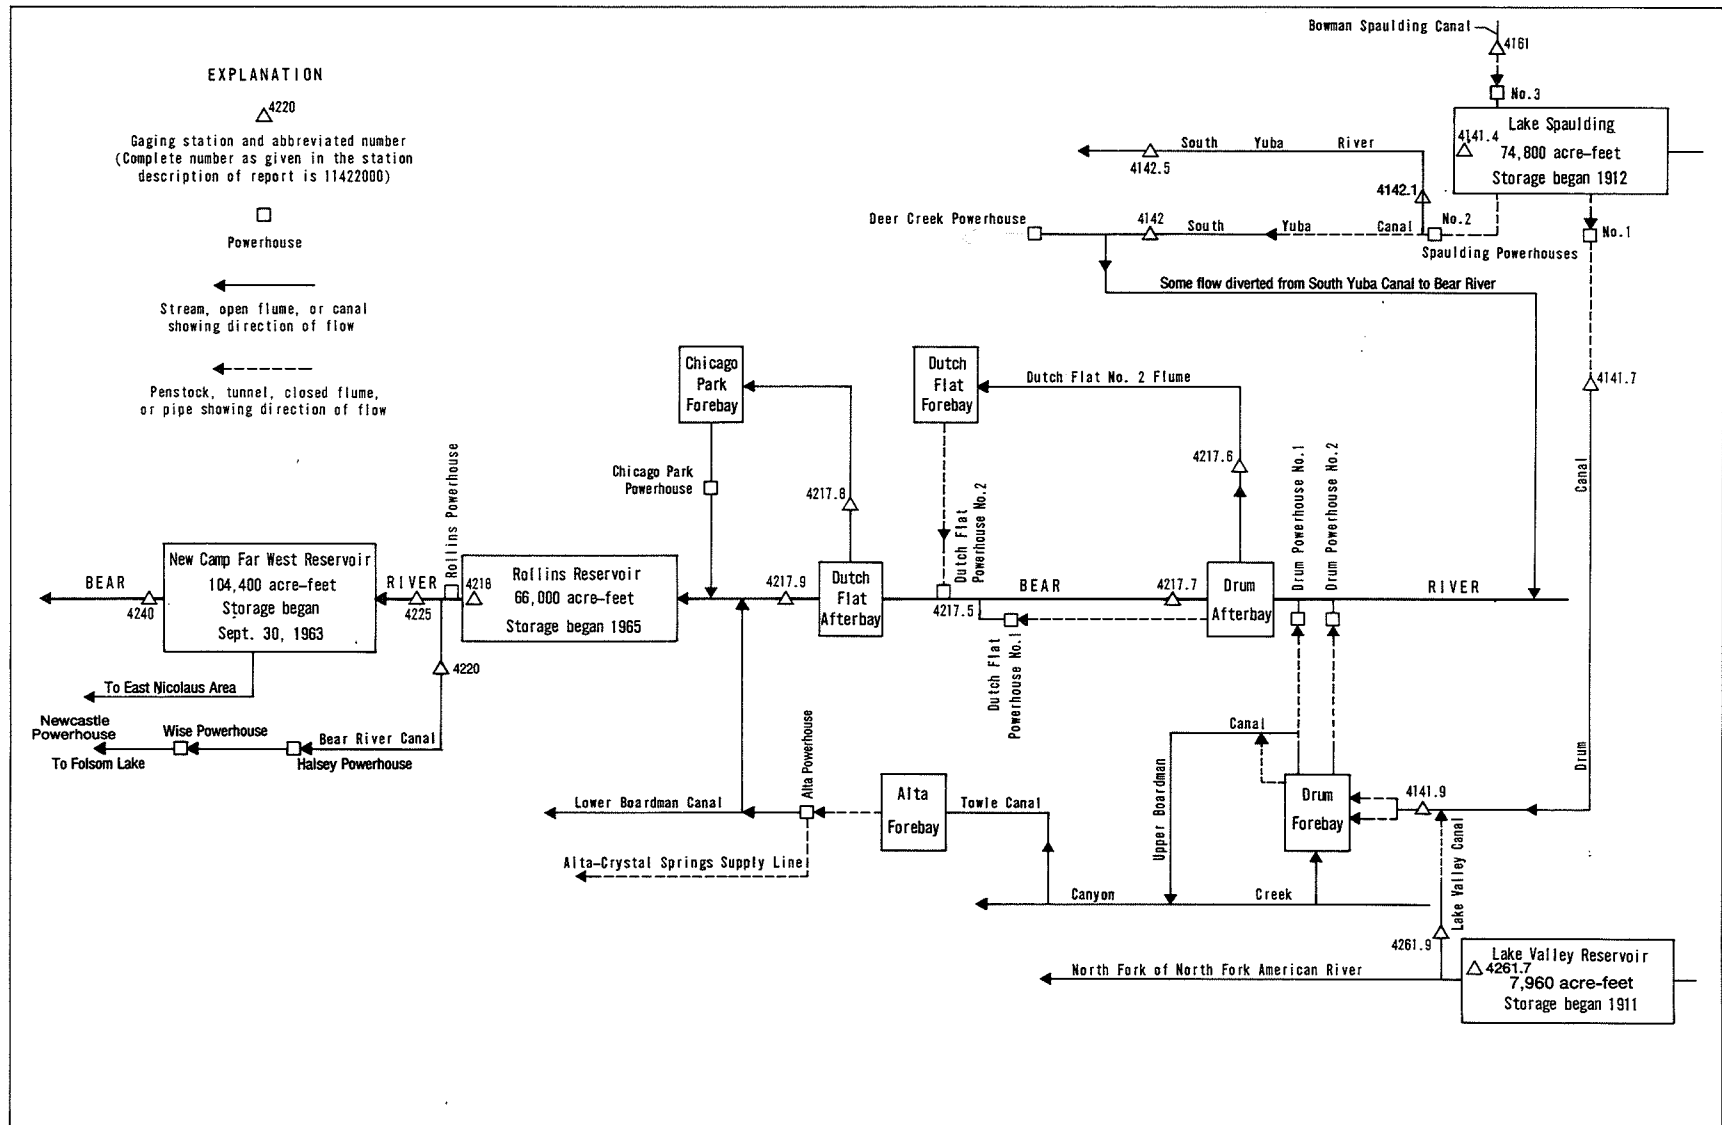 EXPLANATION
4220
Gaging station and abbreviated number
(Complete number as given in the station
description of report is 11422000)
Powerhouse
Stream, open flume, or canal
showing direction of flow
Penstock, tunnel, closed flume,
or pipe showing direction of flow
Bowman Spaulding Canal
4161
No.3
Lake Spaulding
4141.4
74,800 acre-feet
Storage began 1912
South Yuba River
4142.5
4142.1
Deer Creek Powerhouse
4142
South Yuba Canal
No.2
No.1
Spaulding Powerhouses
Some flow diverted from South Yuba Canal to Bear River
4141.7
Canal
Drum
Chicago
Park
Forebay
Dutch
Flat
Forebay
Dutch Flat No. 2 Flume
4217.6
Drum Powerhouse No.1
Drum Powerhouse No.2
Chicago Park
Powerhouse
4217.8
Dutch Flat
Powerhouse No.2
Rollins Powerhouse
New Camp Far West Reservoir
104,400 acre-feet
Storage began
Sept. 30, 1963
BEAR
4240
RIVER
4225
4218
Rollins Reservoir
66,000 acre-feet
Storage began 1965
4217.9
Dutch
Flat
Afterbay
4217.5
BEAR
4217.7
Drum
Afterbay
RIVER
Dutch Flat
Powerhouse No.1
4220
To East Nicolaus Area
Newcastle
Powerhouse
Wise Powerhouse
Bear River Canal
To Folsom Lake
Halsey Powerhouse
Canal
Upper Boardman
Alta Powerhouse
Lower Boardman Canal
Alta
Forebay
Towle Canal
Drum
Forebay
4141.9
Alta-Crystal Springs Supply Line
Canyon Creek
Lake Valley Canal
4261.9
North Fork of North Fork American River
Lake Valley Reservoir
4261.7
7,960 acre-feet
Storage began 1911